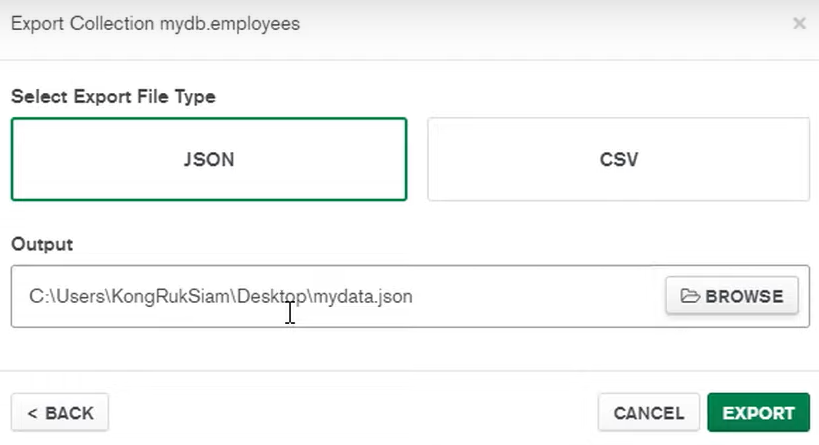 Export Collection mydb.employees
Select Export File Type
JSON CSV
Output
C:\Users\KongRukSiam\Desktop\mydata.json BROWSE
< BACK CANCEL EXPORT